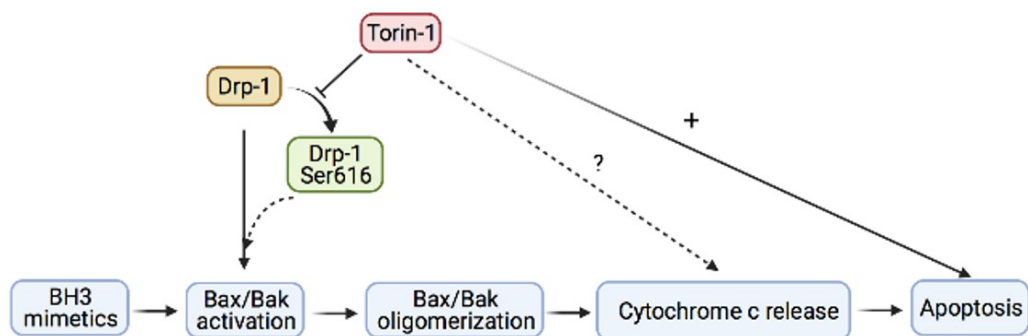 Torin-1
Drp-1
+
Drp-1
Ser616
?
BH3
mimetics
Bax/Bak
activation
Bax/Bak
oligomerization
Cytochrome c release
Apoptosis